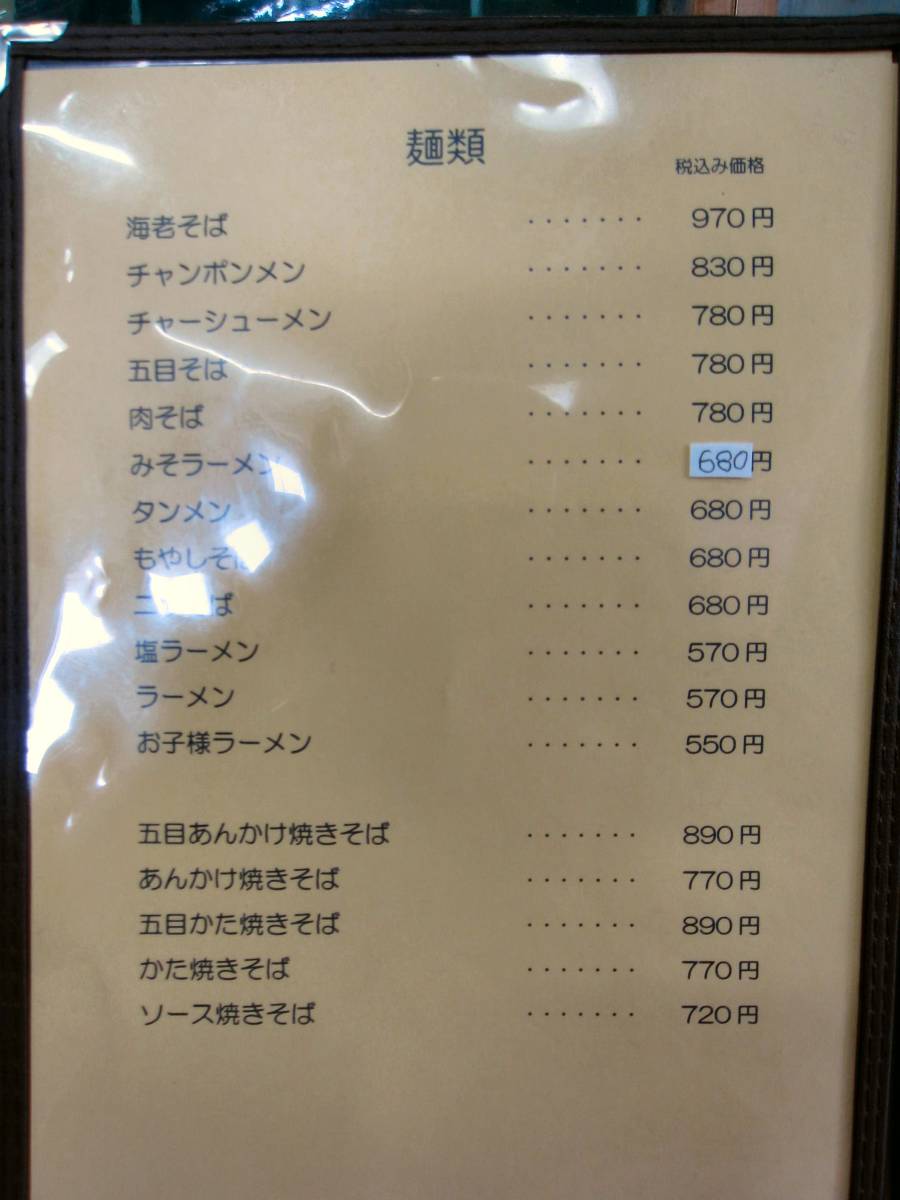 麺類
税込み価格
海老そば ・・・・・・・ 970円
チャンポンメン ・・・・・・・ 830円
チャーシューメン ・・・・・・・ 780円
五目そば ・・・・・・・ 780円
肉そば ・・・・・・・ 780円
みそラーメン ・・・・・・・ 680円
タンメン ・・・・・・・ 680円
もやしそば ・・・・・・・ 680円
・・・・・・・ 680円
塩ラーメン ・・・・・・・ 570円
ラーメン ・・・・・・・ 570円
お子様ラーメン ・・・・・・・ 550円
五目あんかけ焼きそば ・・・・・・・ 890円
あんかけ焼きそば ・・・・・・・ 770円
五目かた焼きそば ・・・・・・・ 890円
かた焼きそば ・・・・・・・ 770円
ソース焼きそば ・・・・・・・ 720円